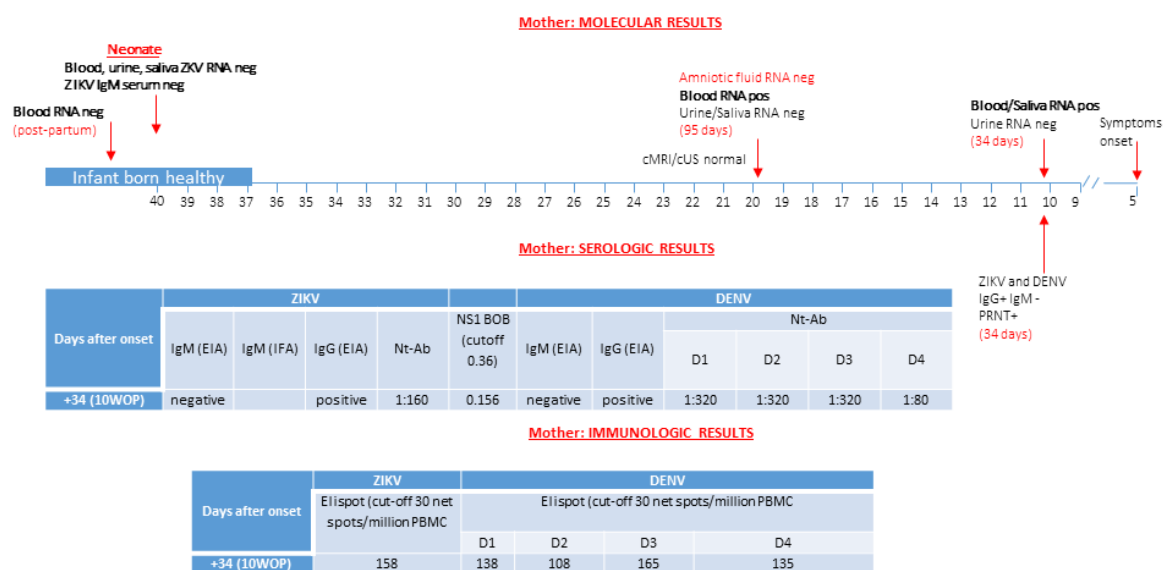 Mother: MOLECULAR RESULTS
Neonate
Blood, urine, saliva ZKV RNA neg
ZIKV IgM serum neg
Blood RNA neg
(post-partum)
Amniotic fluid RNA neg
Blood RNA pos
Urine/Saliva RNA neg
(95 days)
cMRI/cUS normal
Blood/Saliva RNA pos
Urine RNA neg
(34 days)
Symptoms
onset
Infant born healthy
40 39 38 37 33 32 31 30 29 28 27 26 25 24 23 22 21 20 19 18 17 16 15 14 13 12 11 10 9 5
ZIKV and DENV
IgG+ IgM -
PRNT+
(34 days)
Mother: SEROLOGIC RESULTS
Days after onset ZIKV DENV
IgM (EIA) IgM (IFA) IgG (EIA) Nt-Ab NS1 BOB (cutoff 0.36) IgM (EIA) IgG (EIA) Nt-Ab
D1 D2 D3 D4
+34 (10WOP) negative positive 1:160 0.156 negative positive 1:320 1:320 1:320 1:80
Mother: IMMUNOLOGIC RESULTS
Days after onset ZIKV DENV
Elispot (cut-off 30 net spots/million PBMC Elispot (cut-off 30 net spots/million PBMC
D1 D2 D3 D4
+34 (10WOP) 158 138 108 165 135